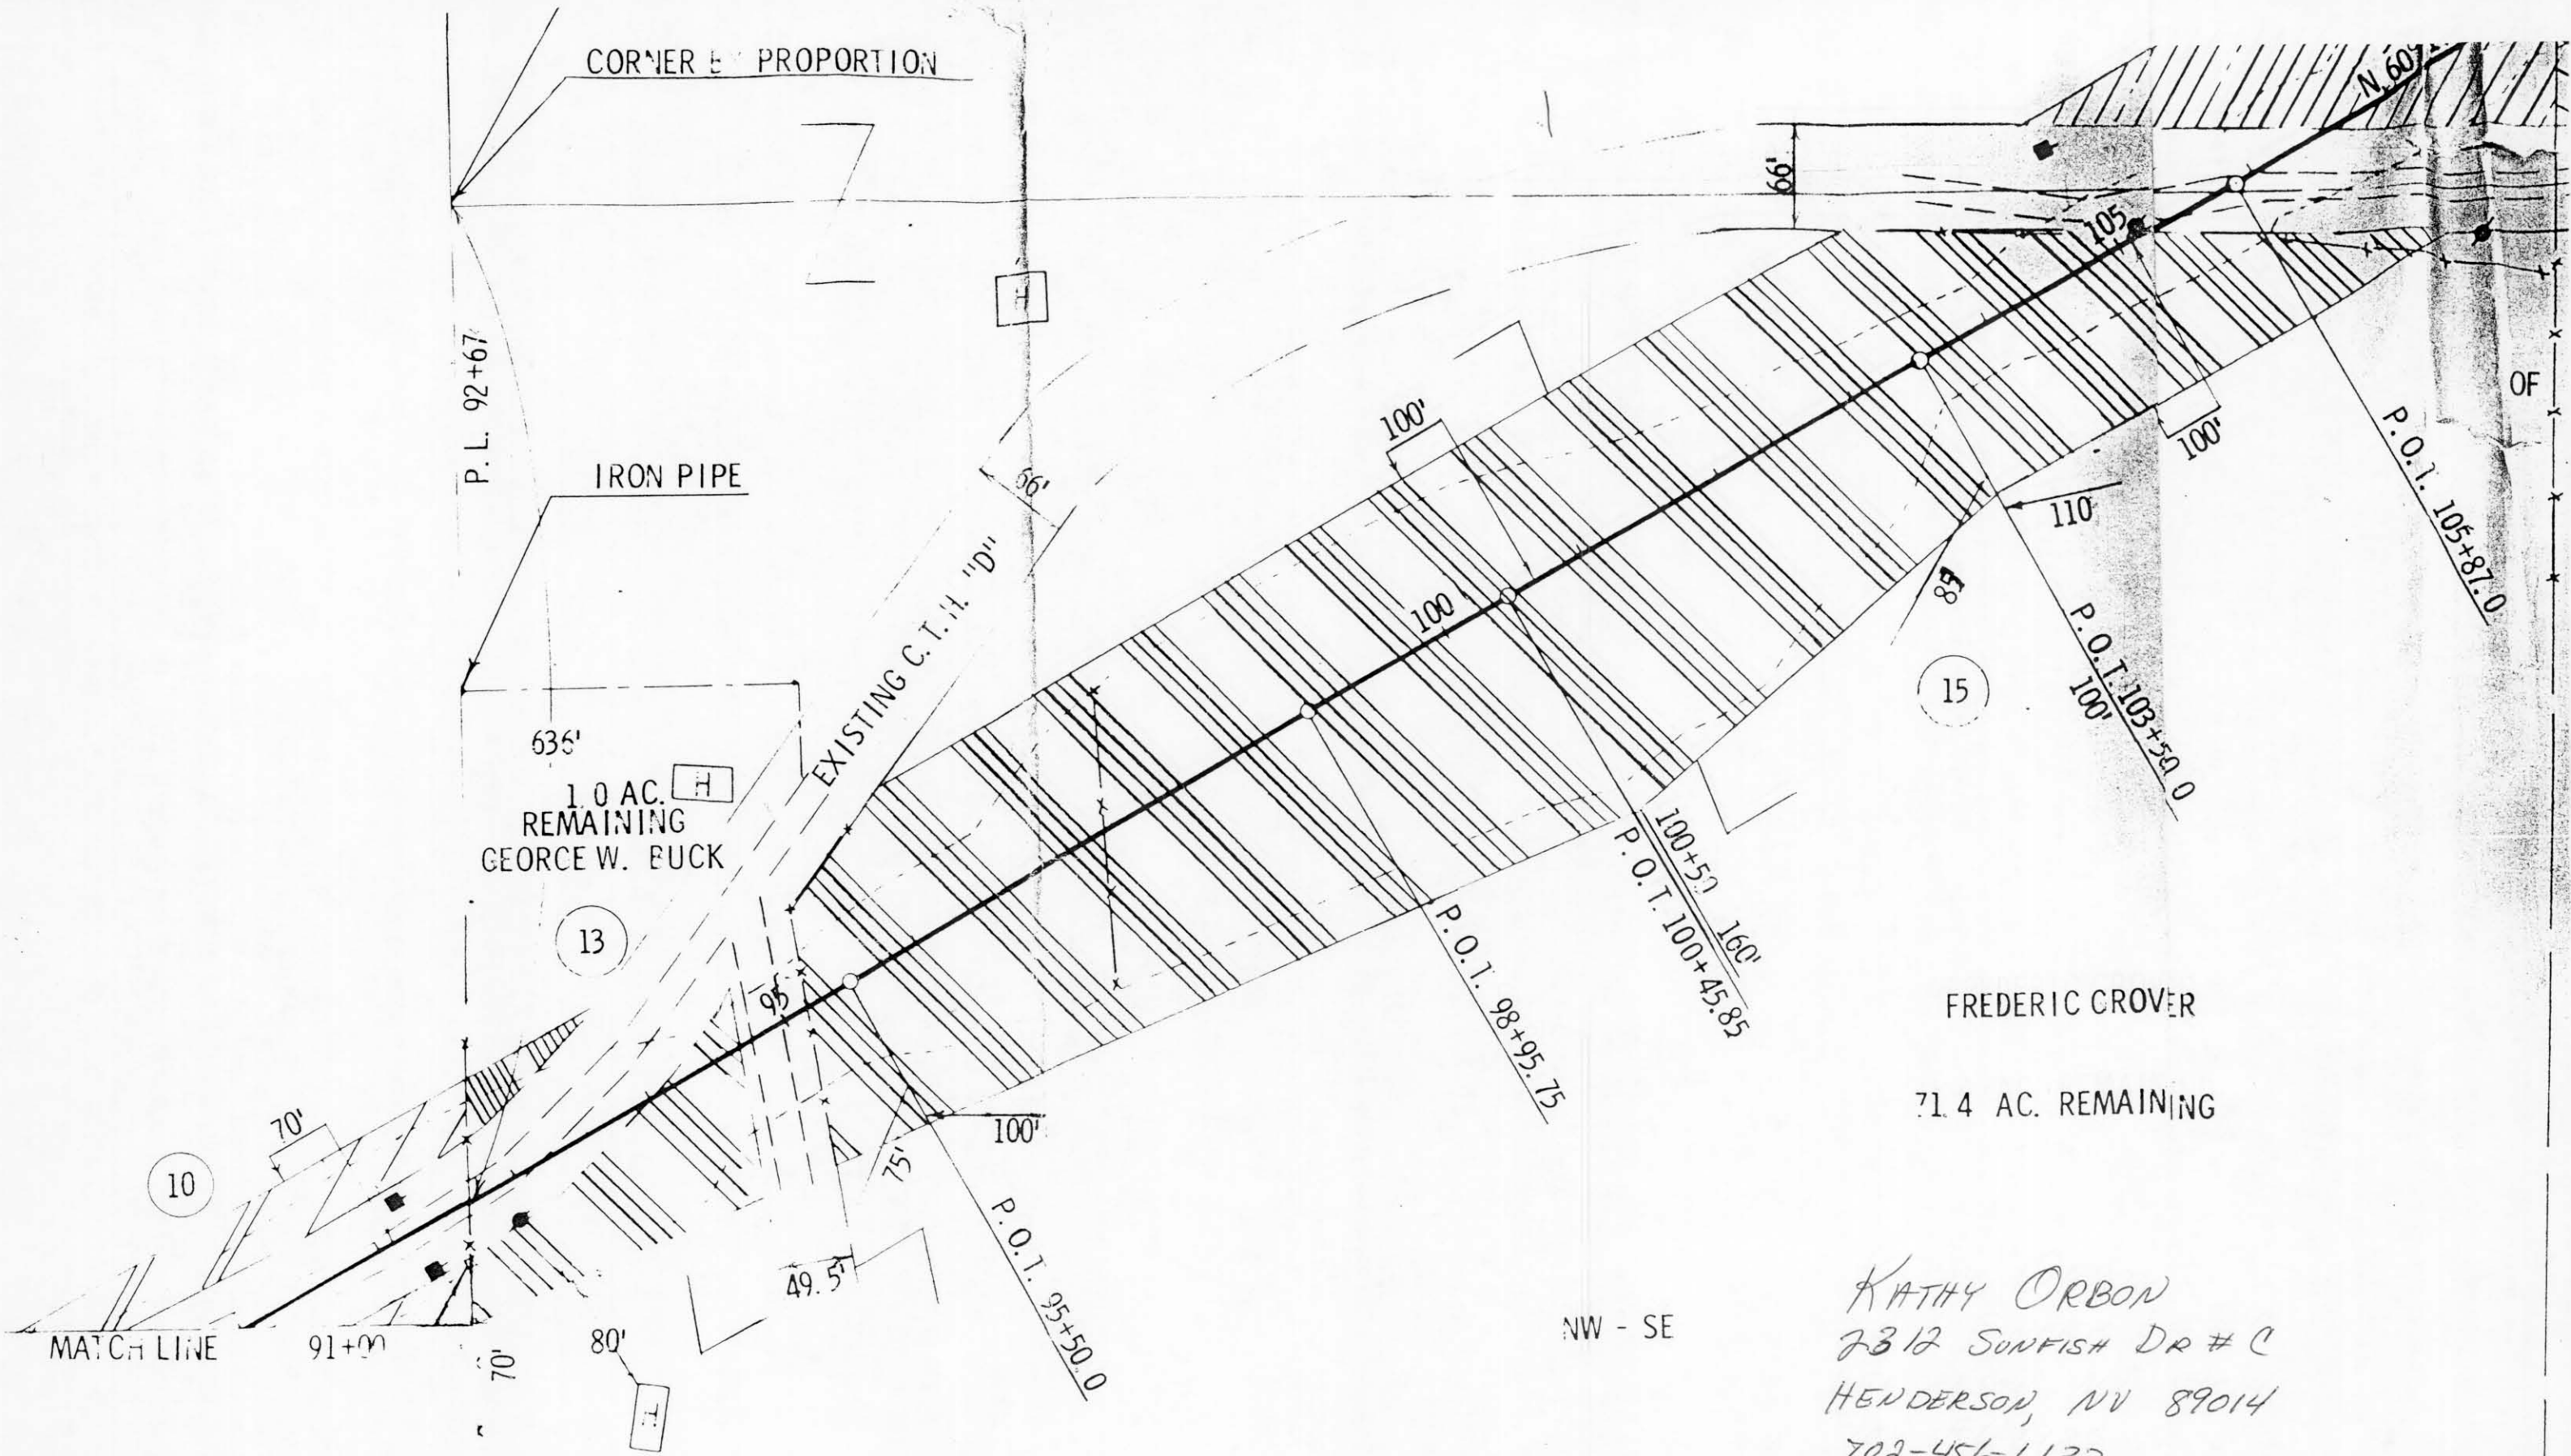 CORNER B PROPORTION
N 60°
66'
105
H
P. L. 92+67
OF
100'
100'
IRON PIPE
66'
110
P. O. T. 105+87.0
EXISTING C. T. H. "D"
85'
100
P. O. T. 103+50.0
100'
15
636'
1.0 AC.
H
REMAINING
GEORGE W. BUCK
13
100+50 160'
P. O. T. 100+45.85
P. O. T. 98+95.75
95
FREDERIC GROVER
71.4 AC. REMAINING
70'
100'
75'
10
P. O. T. 95+50.0
49.5'
NW - SE
MATCH LINE 91+00
70'
80'
H
KATHY ORBON
2312 SUNFISH DR # C
HENDERSON, NV 89014